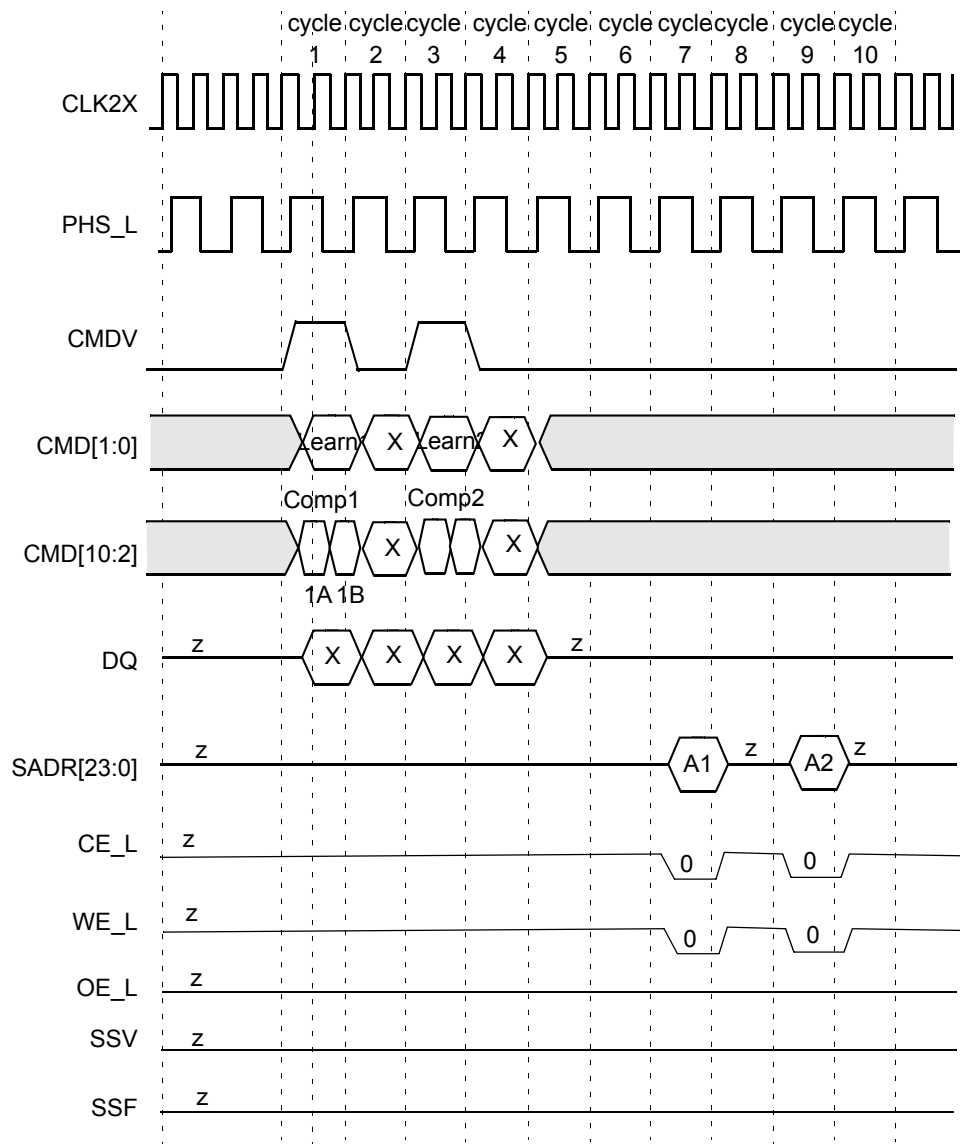 cycle cycle cycle cycle cycle cycle cycle cycle cycle cycle
1 2 3 4 5 6 7 8 9 10
CLK2X
PHS_L
CMDV
CMD[1:0] Learn X Learn X
Comp1 Comp2
CMD[10:2] X X
1A 1B
DQ z X X X X z
SADR[23:0] z A1 z A2 z
CE_L z 0 0
WE_L z 0 0
OE_L z
SSV z
SSF z